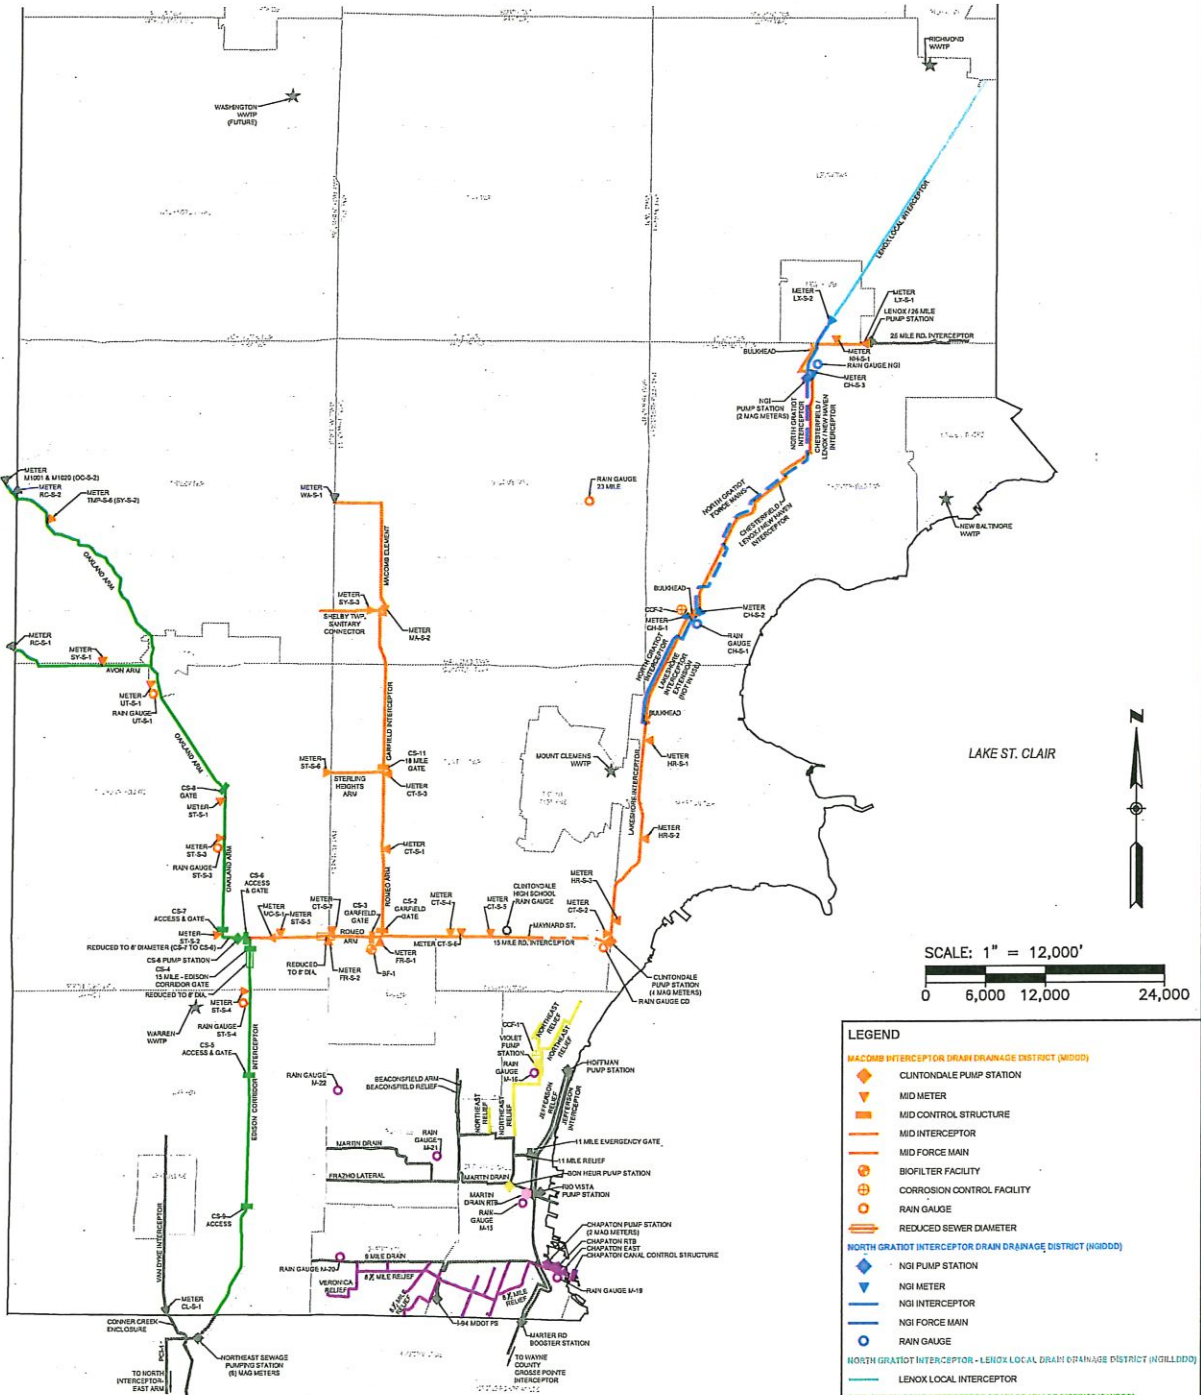 RICHMOND
WWTP
WASHINGTON
WWTP
(FUTURE)
LENOX LOCAL INTERCEPTOR
METER
LX-S-2
METER
LX-S-1
LENOX / 26 MILE
PUMP STATION
26 MILE RD. INTERCEPTOR
BULKHEAD
METER
NH-S-1
RAIN GAUGE NGI
METER
CH-S-3
NGI
PUMP STATION
(2 MAG METERS)
NORTH GRATIOT
INTERCEPTOR
CHESTERFIELD /
LENOX / NEW HAVEN
INTERCEPTOR
METER
M1001 & M1020 (OC-S-2)
METER
RC-S-2
METER
TMP-S-6 (SY-S-2)
METER
WA-S-1
RAIN GAUGE
23 MILE
NORTH GRATIOT
FORCE MAINS
CHESTERFIELD /
LENOX / NEW HAVEN
INTERCEPTOR
NEW BALTIMORE
WWTP
OAKLAND ARM
MACOMB ELEMENT
METER
SY-S-3
SHELBY TWP.
SANITARY
CONNECTOR
METER
MA-S-2
BULKHEAD
CCF-2
METER
CH-S-1
METER
CH-S-2
RAIN
GAUGE
CH-S-1
METER
RC-S-1
METER
SY-S-1
AVON ARM
METER
UT-S-1
RAIN GAUGE
UT-S-1
NORTH GRATIOT
INTERCEPTOR
LAKESHORE
INTERCEPTOR
EXTENSION
(NOT IN USE)
BULKHEAD
OAKLAND ARM
GARFIELD INTERCEPTOR
CS-11
18 MILE
GATE
METER
ST-S-6
STERLING
HEIGHTS
ARM
METER
CT-S-3
MOUNT CLEMENS
WWTP
METER
HR-S-1
LAKESHORE INTERCEPTOR
LAKE ST. CLAIR
N
CS-8
GATE
METER
ST-S-1
METER
ST-S-3
RAIN GAUGE
ST-S-3
OAKLAND ARM
METER
CT-S-1
ROMEO ARM
METER
HR-S-2
METER
HR-S-3
CS-7
ACCESS & GATE
METER
ST-S-2
CS-6
ACCESS
& GATE
METER
MC-S-1
METER
ST-S-5
METER
CT-S-7
CS-3
GARFIELD
GATE
CS-2
GARFIELD
GATE
METER
CT-S-4
METER
CT-S-5
CLINTONDALE
HIGH SCHOOL
RAIN GAUGE
METER
CT-S-2
MAYNARD ST.
ROMEO
ARM
METER CT-S-6
15 MILE RD. INTERCEPTOR
REDUCED TO 8' DIAMETER (CS-7 TO CS-6)
CS-6 PUMP STATION
CS-4
15 MILE - EDISON
CORRIDOR GATE
REDUCED TO 8' DIA.
REDUCED
TO 8' DIA.
METER
FR-S-2
METER
FR-S-1
BF-1
CLINTONDALE
PUMP STATION
(4 MAG METERS)
RAIN GAUGE CD
SCALE: 1" = 12,000'
0 6,000 12,000 24,000
METER
ST-S-4
RAIN GAUGE
ST-S-4
WARREN
WWTP
CS-5
ACCESS & GATE
EDISON CORRIDOR INTERCEPTOR
CCF-1
VIOLET
PUMP
STATION
RAIN
GAUGE
M-16
NORTHEAST
RELIEF
NORTHEAST
RELIEF
HOFFMAN
PUMP STATION
RAIN GAUGE
M-22
BEACONSFIELD ARM
BEACONSFIELD RELIEF
NORTHEAST
RELIEF
NORTHEAST
RELIEF
JEFFERSON
RELIEF
JEFFERSON
INTERCEPTOR
RAIN
GAUGE
M-21
MARTIN DRAIN
FRAZHO LATERAL
MARTIN DRAIN
11 MILE EMERGENCY GATE
11 MILE RELIEF
BON HEUR PUMP STATION
RIO VISTA
PUMP STATION
MARTIN
DRAIN RTB
RAIN
GAUGE
M-15
CS-9
ACCESS
VAN DYKE INTERCEPTOR
CHAPATON PUMP STATION
(2 MAG METERS)
CHAPATON RTB
CHAPATON EAST
CHAPATON CANAL CONTROL STRUCTURE
8 MILE DRAIN
RAIN GAUGE M-20
8½ MILE RELIEF
VERONICA
RELIEF
8½ MILE
RELIEF
8½ MILE
RELIEF
RAIN GAUGE M-19
METER
CL-S-1
CONNER CREEK
ENCLOSURE
I-94 MDOT PS
MARTER RD
BOOSTER STATION
PCI-4
NORTHEAST SEWAGE
PUMPING STATION
(6) MAG METERS
TO NORTH
INTERCEPTOR-
EAST ARM
TO WAYNE
COUNTY
GROSSE POINTE
INTERCEPTOR
LEGEND
MACOMB INTERCEPTOR DRAIN DRAINAGE DISTRICT (MIDDD)
CLINTONDALE PUMP STATION
MID METER
MID CONTROL STRUCTURE
MID INTERCEPTOR
MID FORCE MAIN
BIOFILTER FACILITY
CORROSION CONTROL FACILITY
RAIN GAUGE
REDUCED SEWER DIAMETER
NORTH GRATIOT INTERCEPTOR DRAIN DRAINAGE DISTRICT (NGIDDD)
NGI PUMP STATION
NGI METER
NGI INTERCEPTOR
NGI FORCE MAIN
RAIN GAUGE
NORTH GRATIOT INTERCEPTOR - LENOX LOCAL DRAIN DRAINAGE DISTRICT (NGILLDDD)
LENOX LOCAL INTERCEPTOR